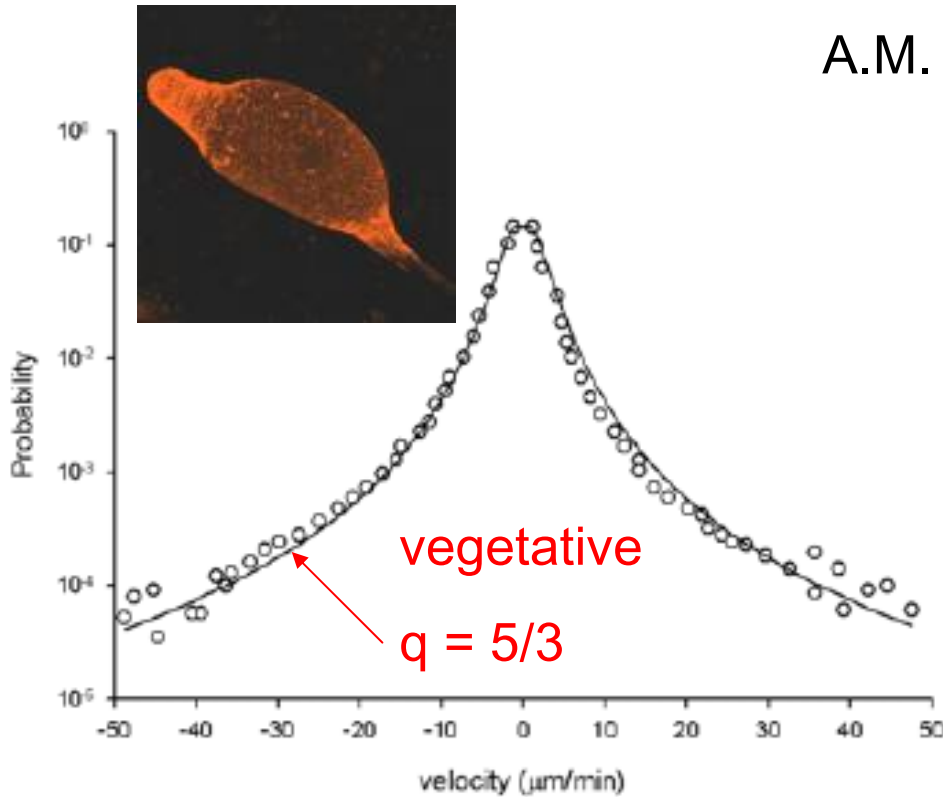 A.M.
10⁰
10⁻¹
10⁻²
10⁻³
10⁻⁴
10⁻⁵
Probability
vegetative
q = 5/3
-50 -40 -30 -20 -10 0 10 20 30 40 50
velocity (μm/min)